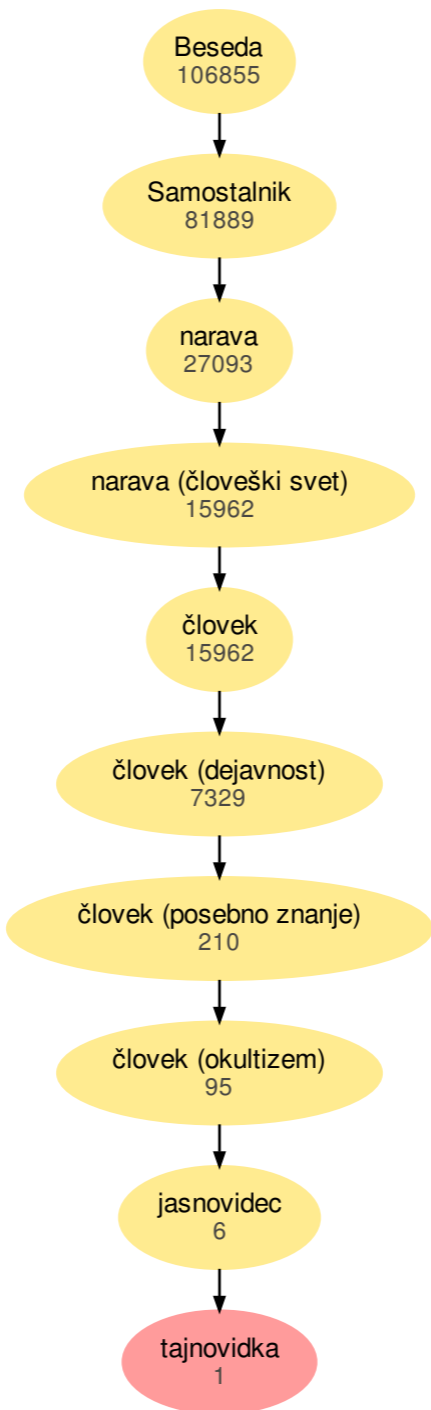 Beseda
106855
Samostalnik
81889
narava
27093
narava (človeški svet)
15962
človek
15962
človek (dejavnost)
7329
človek (posebno znanje)
210
človek (okultizem)
95
jasnovidec
6
tajnovidka
1